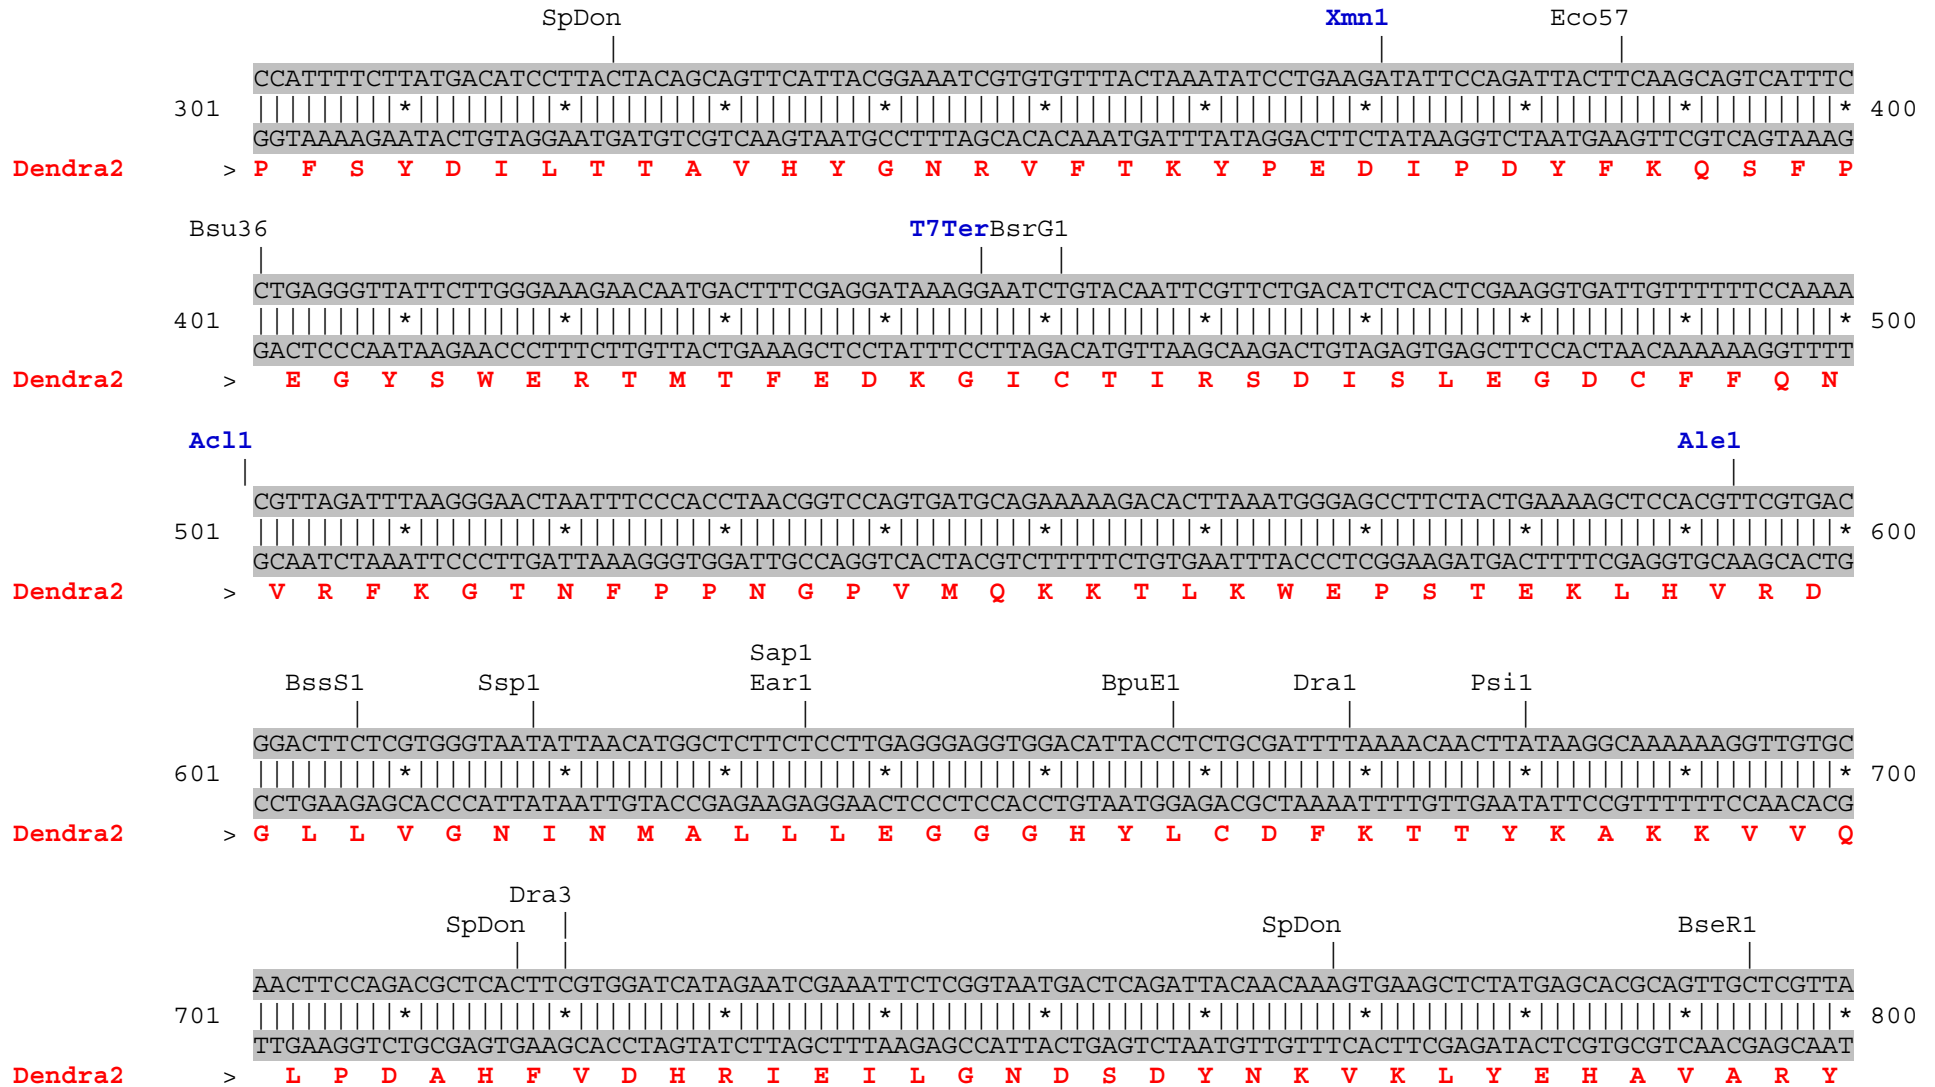 SpDon Xmn1 Eco57
CCATTTTCTTATGACATCCTTACTACAGCAGTTCATTACGGAAATCGTGTGTTTACTAAATATCCTGAAGATATTCCAGATTACTTCAAGCAGTCATTTC
301 | | | | | | | | | * | | | | | | | | | * | | | | | | | | | * | | | | | | | | | * | | | | | | | | | * | | | | | | | | | * | | | | | | | | | * | | | | | | | | | * | | | | | | | | | * | | | | | | | | | * 400
GGTAAAAGAATACTGTAGGAATGATGTCGTCAAGTAATGCCTTTAGCACACAAATGATTTATAGGACTTCTATAAGGTCTAATGAAGTTCGTCAGTAAAG
Dendra2 > P F S Y D I L T T A V H Y G N R V F T K Y P E D I P D Y F K Q S F P
Bsu36 T7TerBsrG1
CTGAGGGTTATTCTTGGGAAAGAACAATGACTTTCGAGGATAAAGGAATCTGTACAATTCGTTCTGACATCTCACTCGAAGGTGATTGTTTTTTCCAAAA
401 | | | | | | | | | * | | | | | | | | | * | | | | | | | | | * | | | | | | | | | * | | | | | | | | | * | | | | | | | | | * | | | | | | | | | * | | | | | | | | | * | | | | | | | | | * | | | | | | | | | * 500
GACTCCCAATAAGAACCCTTTCTTGTTACTGAAAGCTCCTATTTCCTTAGACATGTTAAGCAAGACTGTAGAGTGAGCTTCCACTAACAAAAAAGGTTTT
Dendra2 > E G Y S W E R T M T F E D K G I C T I R S D I S L E G D C F F Q N
Acl1 Ale1
CGTTAGATTTAAGGGAACTAATTTCCCACCTAACGGTCCAGTGATGCAGAAAAAGACACTTAAATGGGAGCCTTCTACTGAAAAGCTCCACGTTCGTGAC
501 | | | | | | | | | * | | | | | | | | | * | | | | | | | | | * | | | | | | | | | * | | | | | | | | | * | | | | | | | | | * | | | | | | | | | * | | | | | | | | | * | | | | | | | | | * | | | | | | | | | * 600
GCAATCTAAATTCCCTTGATTAAAGGGTGGATTGCCAGGTCACTACGTCTTTTTCTGTGAATTTACCCTCGGAAGATGACTTTTCGAGGTGCAAGCACTG
Dendra2 > V R F K G T N F P P N G P V M Q K K T L K W E P S T E K L H V R D
Sap1
BssS1 Ssp1 Ear1 BpuE1 Dra1 Psi1
GGACTTCTCGTGGGTAATATTAACATGGCTCTTCTCCTTGAGGGAGGTGGACATTACCTCTGCGATTTTAAAACAACTTATAAGGCAAAAAAGGTTGTGC
601 | | | | | | | | | * | | | | | | | | | * | | | | | | | | | * | | | | | | | | | * | | | | | | | | | * | | | | | | | | | * | | | | | | | | | * | | | | | | | | | * | | | | | | | | | * | | | | | | | | | * 700
CCTGAAGAGCACCCATTATAATTGTACCGAGAAGAGGAACTCCCTCCACCTGTAATGGAGACGCTAAAATTTTGTTGAATATTCCGTTTTTTCCAACACG
Dendra2 > G L L V G N I N M A L L L E G G G H Y L C D F K T T Y K A K K V V Q
Dra3
SpDon SpDon BseR1
AACTTCCAGACGCTCACTTCGTGGATCATAGAATCGAAATTCTCGGTAATGACTCAGATTACAACAAAGTGAAGCTCTATGAGCACGCAGTTGCTCGTTA
701 | | | | | | | | | * | | | | | | | | | * | | | | | | | | | * | | | | | | | | | * | | | | | | | | | * | | | | | | | | | * | | | | | | | | | * | | | | | | | | | * | | | | | | | | | * | | | | | | | | | * 800
TTGAAGGTCTGCGAGTGAAGCACCTAGTATCTTAGCTTTAAGAGCCATTACTGAGTCTAATGTTGTTTCACTTCGAGATACTCGTGCGTCAACGAGCAAT
Dendra2 > L P D A H F V D H R I E I L G N D S D Y N K V K L Y E H A V A R Y